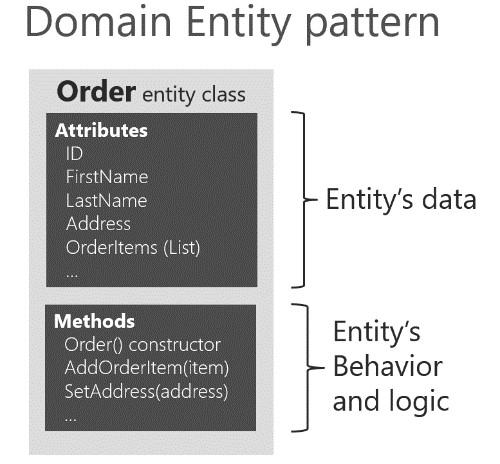 Domain Entity pattern
Order entity class
Attributes
ID
FirstName
LastName
Address
OrderItems (List)
...
Entity's data
Methods
Order() constructor
AddOrderItem(item)
SetAddress(address)
...
Entity's
Behavior
and logic